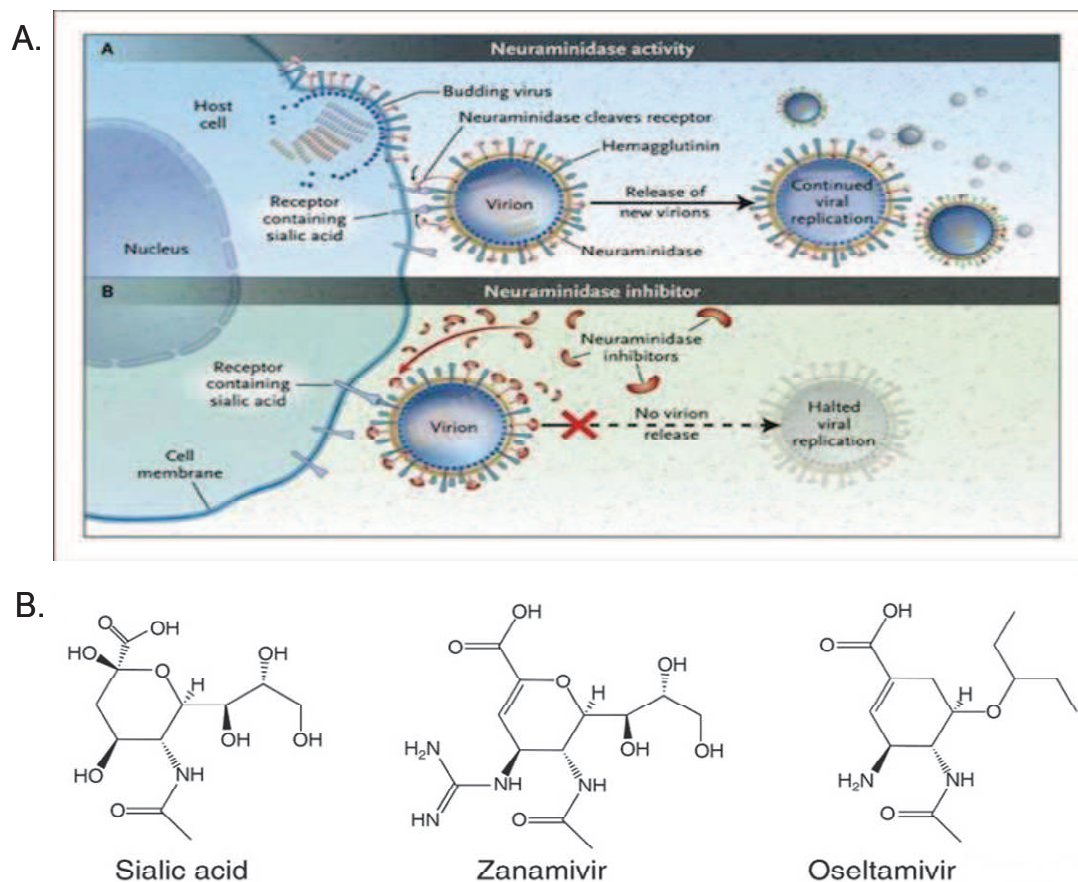 A.
A
Neuraminidase activity
Host
cell
Budding virus
Neuraminidase cleaves receptor
Hemagglutinin
Receptor
containing
sialic acid
Virion
Release of
new virions
Continued
viral
replication
Nucleus
Neuraminidase
B
Neuraminidase inhibitor
Neuraminidase
inhibitors
Receptor
containing
sialic acid
Virion
No virion
release
Halted
viral
replication
Cell
membrane
B.
O
OH
HO
O
H
OH
OH
OH
HO
NH
O
Sialic acid
OH
O
O
H
OH
OH
OH
H₂N
NH
HN
NH
O
Zanamivir
OH
O
H
O
H₂N
NH
O
Oseltamivir